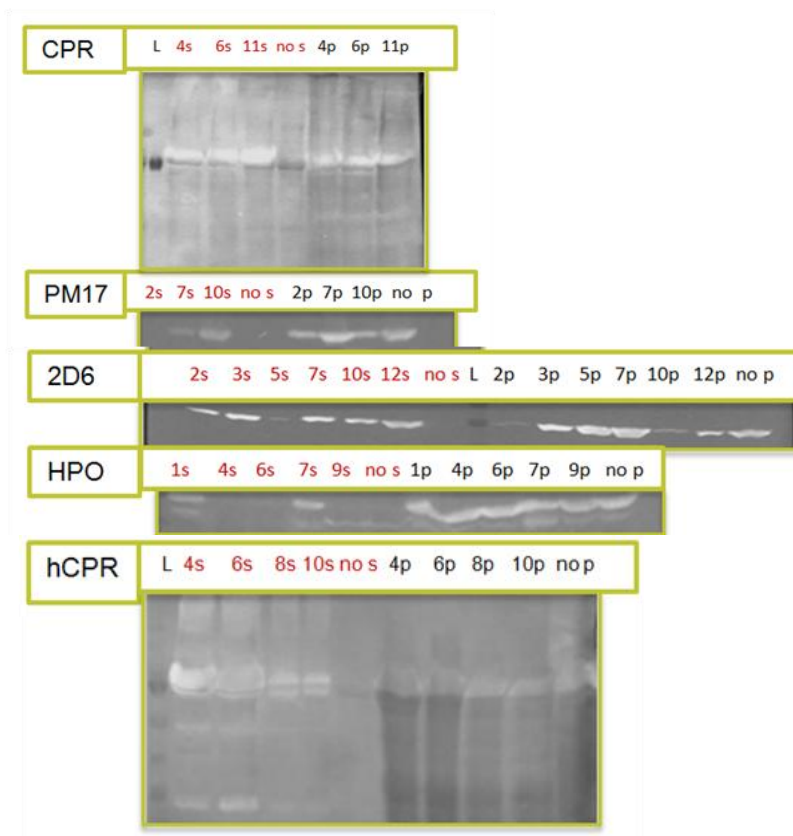 CPR L 4s 6s 11s no s 4p 6p 11p
PM17 2s 7s 10s no s 2p 7p 10p no p
2D6 2s 3s 5s 7s 10s 12s no s L 2p 3p 5p 7p 10p 12p no p
HPO 1s 4s 6s 7s 9s no s 1p 4p 6p 7p 9p no p
hCPR L 4s 6s 8s 10s no s 4p 6p 8p 10p no p